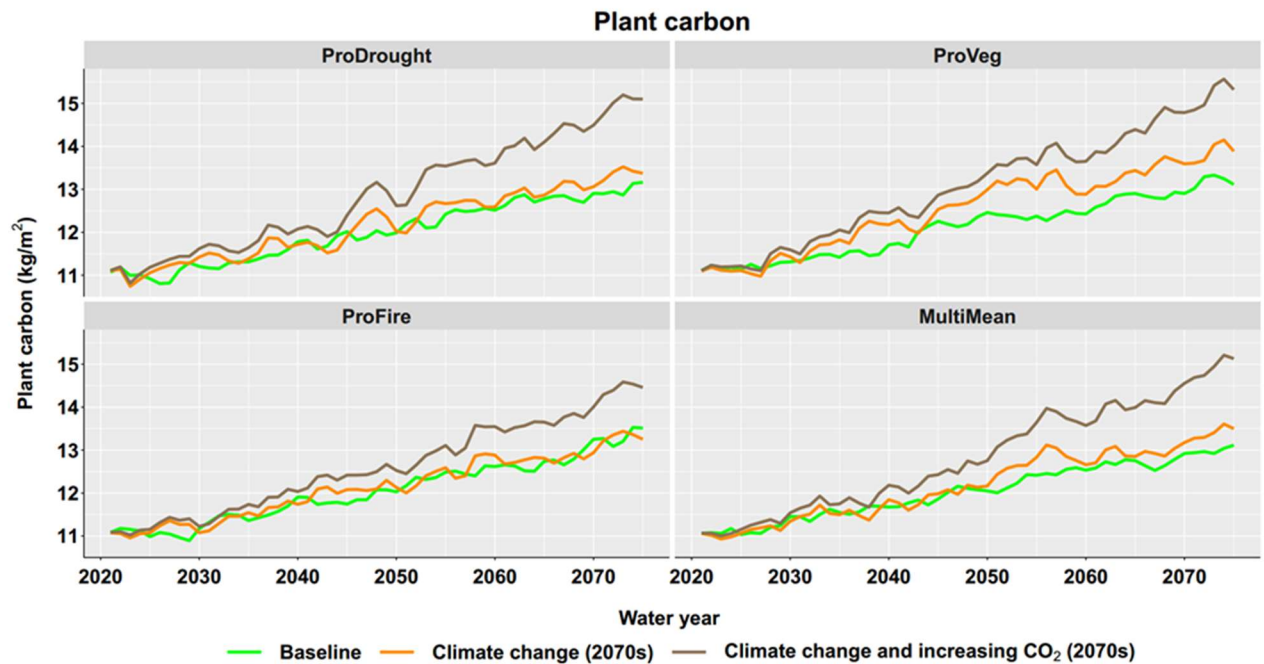 Plant carbon
ProDrought
ProVeg
15
14
13
12
11
ProFire
MultiMean
15
14
13
12
11
Plant carbon (kg/m²)
2020 2030 2040 2050 2060 2070
2020 2030 2040 2050 2060 2070
Water year
Baseline Climate change (2070s) Climate change and increasing CO₂ (2070s)